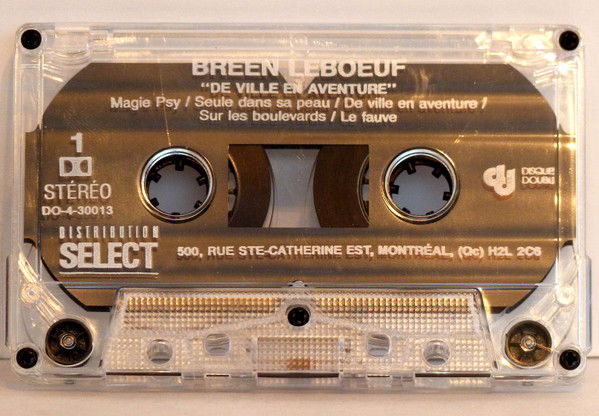 BREEN LEBOEUF
"DE VILLE EN AVENTURE"
Magie Psy / Seule dans sa peau / De ville en aventure /
Sur les boulevards / Le fauve
1
STÉRÉO
DO-4-30013
DISQUE
DOUBLE
DISTRIBUTION
SELECT
500, RUE STE-CATHERINE EST, MONTRÉAL, (Qc) H2L 2C6